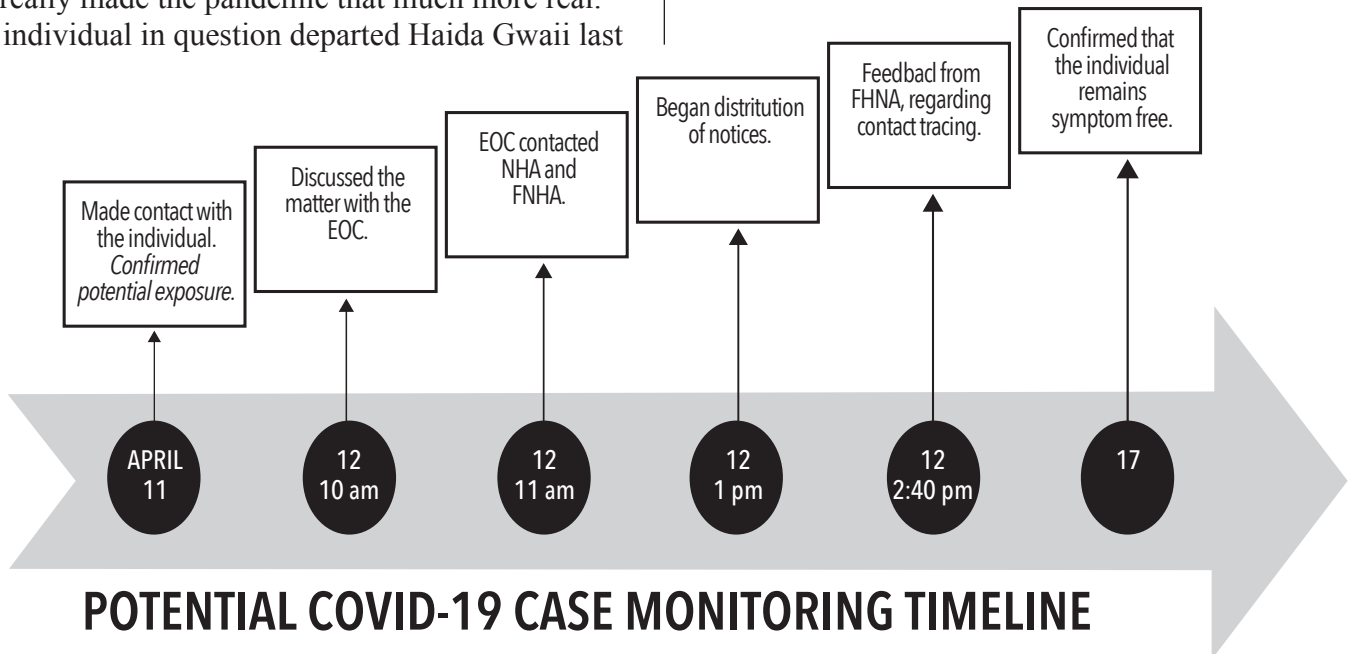 really made the pandemic that much more real.
individual in question departed Haida Gwaii last
Made contact with
the individual.
Confirmed
potential exposure.
Discussed the
matter with the
EOC.
EOC contacted
NHA and
FNHA.
Began distritution
of notices.
Feedbacl from
FHNA, regarding
contact tracing.
Confirmed that
the individual
remains
symptom free.
APRIL
11
12
10 am
12
11 am
12
1 pm
12
2:40 pm
17
POTENTIAL COVID-19 CASE MONITORING TIMELINE